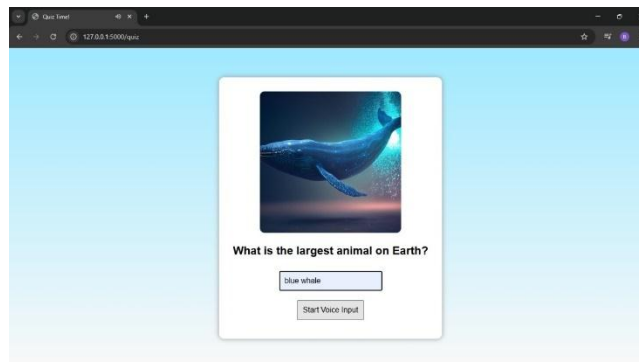 Quiz Time!
127.0.0.1:5000/quiz
What is the largest animal on Earth?
blue whale
Start Voice Input